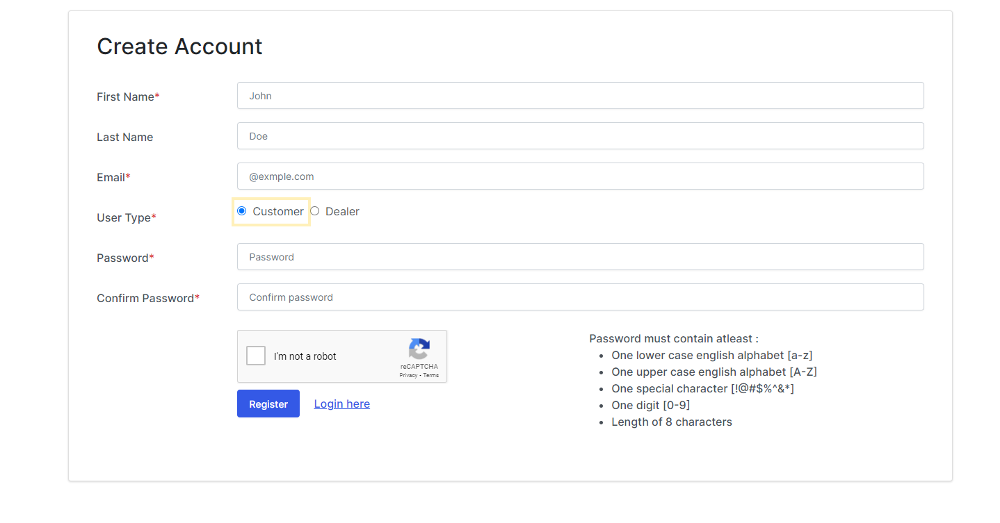 Create Account
First Name*
John
Last Name
Doe
Email*
@exmple.com
User Type*
Customer Dealer
Password*
Password
Confirm Password*
Confirm password
I'm not a robot
reCAPTCHA
Privacy - Terms
Register Login here
Password must contain atleast :
• One lower case english alphabet [a-z]
• One upper case english alphabet [A-Z]
• One special character [!@#$%^&*]
• One digit [0-9]
• Length of 8 characters